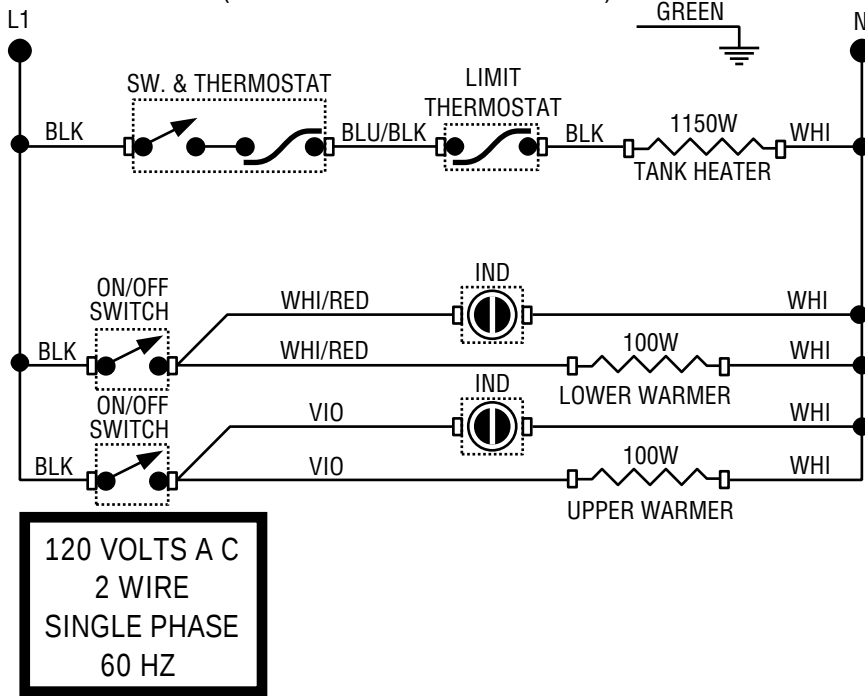 GREEN
L1
N
SW. & THERMOSTAT
LIMIT
THERMOSTAT
BLK
BLU/BLK
BLK
1150W
WHI
TANK HEATER
ON/OFF
SWITCH
IND
WHI/RED
WHI
BLK
WHI/RED
100W
WHI
LOWER WARMER
ON/OFF
SWITCH
IND
VIO
WHI
BLK
VIO
100W
WHI
UPPER WARMER
120 VOLTS A C
2 WIRE
SINGLE PHASE
60 HZ